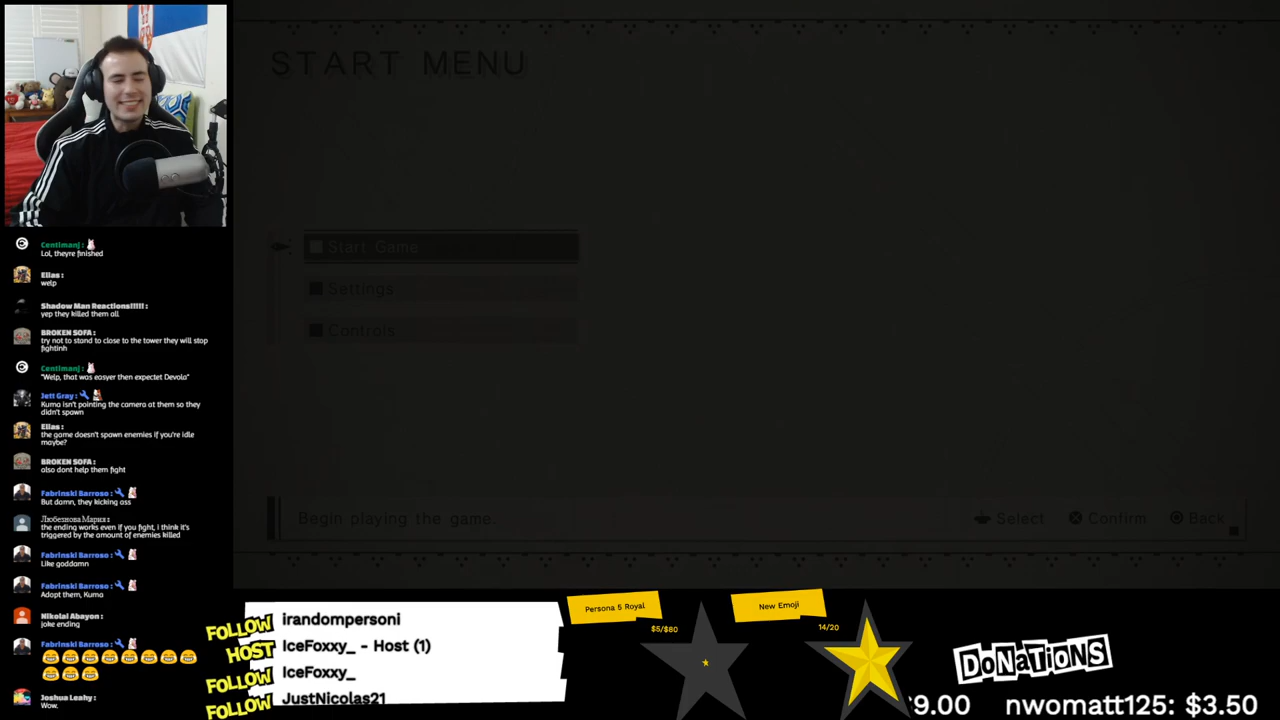 START MENU
Start Game
Settings
Controls
Begin playing the game.
Select
Confirm
Back
Centimanj :
Lol, theyre finished
Elias :
welp
Shadow Man Reactions!!!!! :
yep they killed them all
BROKEN SOFA :
try not to stand to close to the tower they will stop
fightinh
Centimanj :
"Welp, that was easyer then expectet Devola"
Jeff Gray :
Kuma isn't pointing the camera at them so they
didn't spawn
Elias :
the game doesn't spawn enemies if you're idle
maybe?
BROKEN SOFA :
also dont help them fight
Fabrinski Barroso :
But damn, they kicking ass
Любезнова Мария :
the ending works even if you fight, i think it's
triggered by the amount of enemies killed
Fabrinski Barroso :
Like goddamn
Fabrinski Barroso :
Adopt them, Kuma
Nikolai Abayon :
joke ending
Fabrinski Barroso :
😂😂😂😂😂😂😂😂
😂😂😂
Joshua Leahy :
Wow.
FOLLOW irandompersoni
HOST IceFoxxy_ - Host (1)
FOLLOW IceFoxxy_
FOLLOW JustNicolas21
Persona 5 Royal
$5/$80
New Emoji
14/20
DONATIONS
9.00 nwomatt125: $3.50